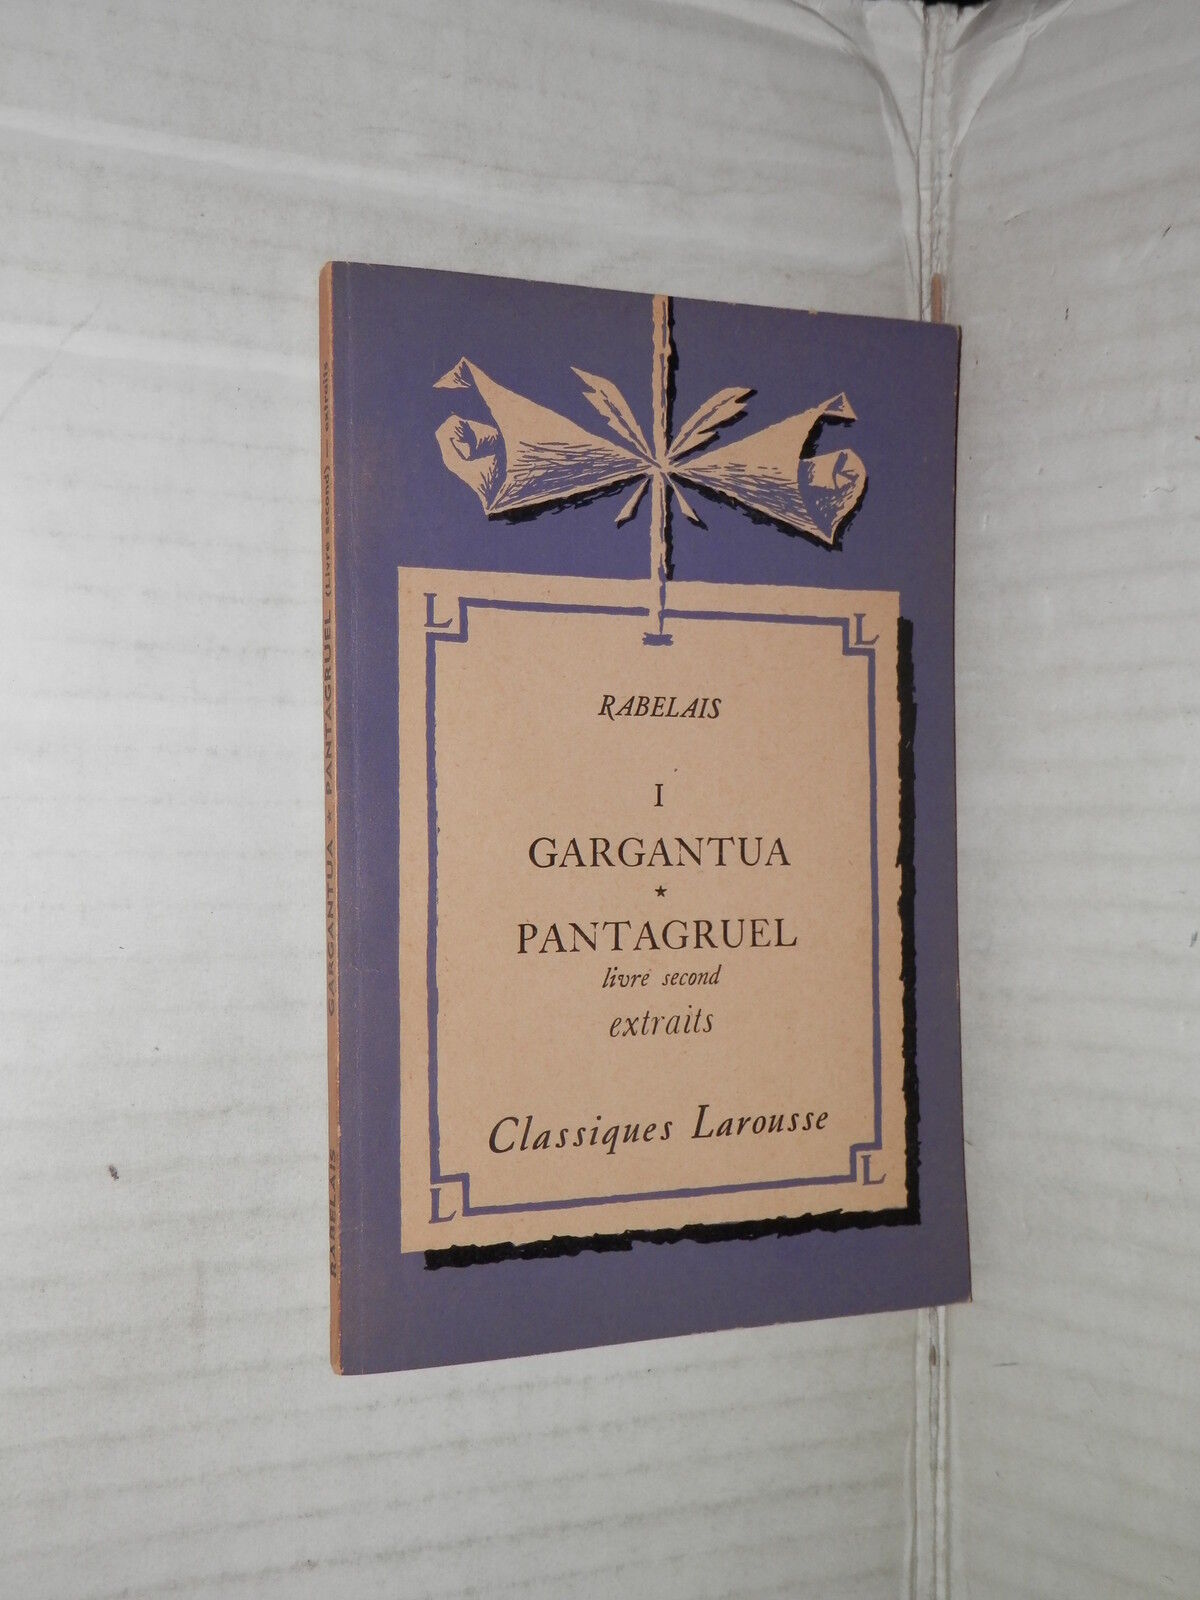 RABELAIS GARGANTUA ★ PANTAGRUEL (Livre second) — extraits
L L
RABELAIS
I
GARGANTUA
★
PANTAGRUEL
livre second
extraits
Classiques Larousse
L L